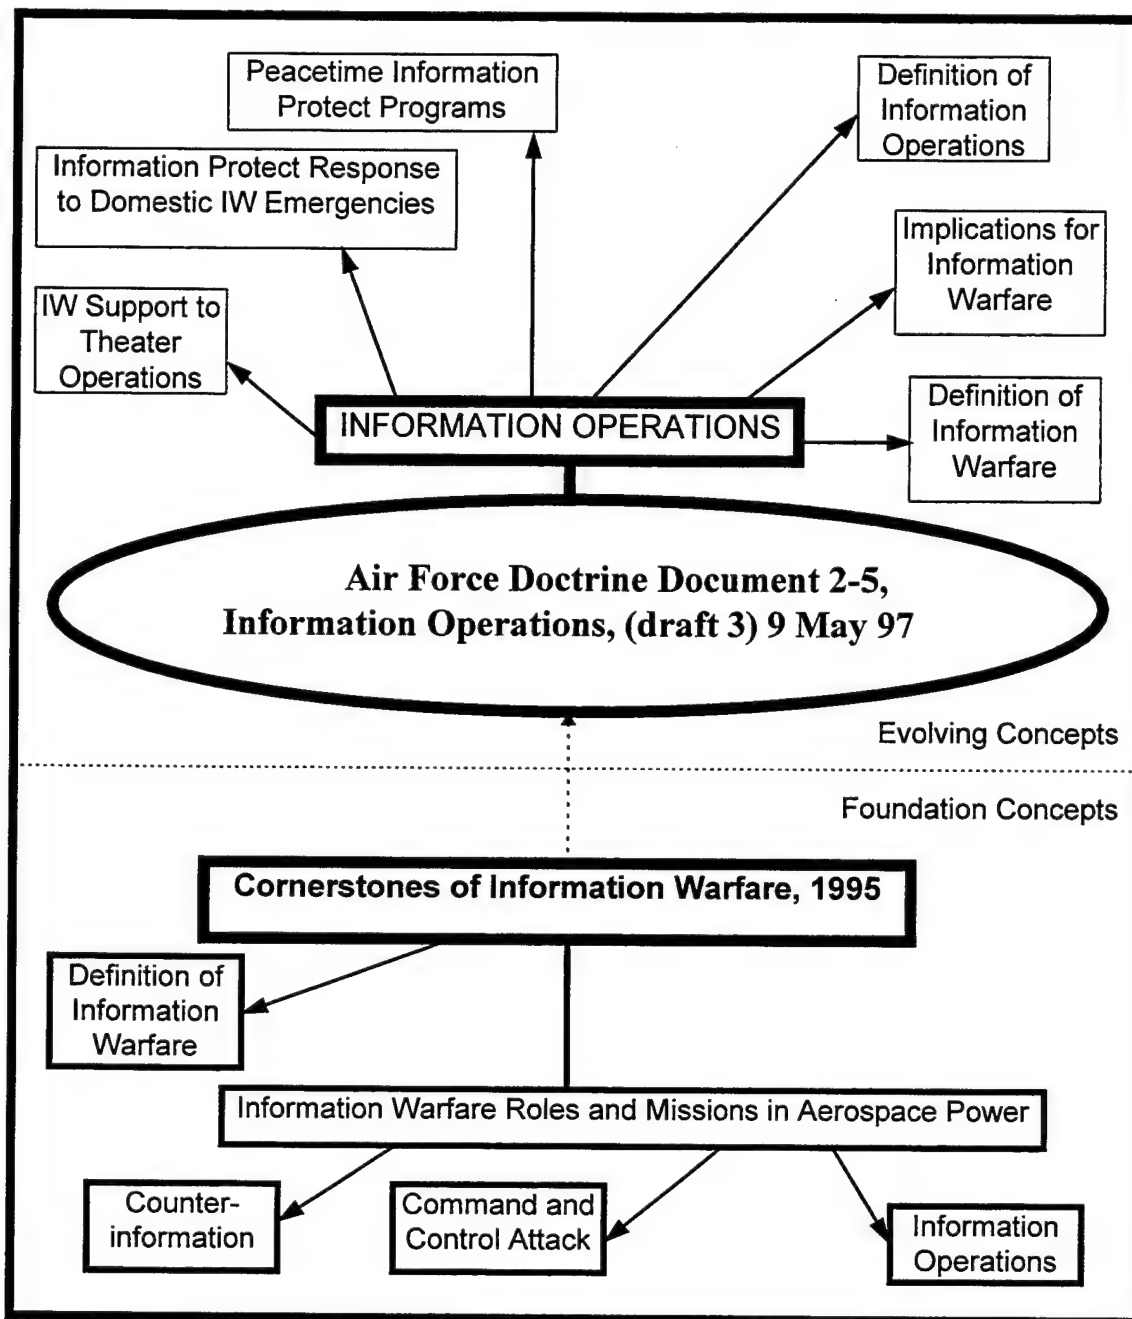 Peacetime Information
Protect Programs
Definition of
Information
Operations
Information Protect Response
to Domestic IW Emergencies
Implications for
Information
Warfare
IW Support to
Theater
Operations
Definition of
Information
Warfare
INFORMATION OPERATIONS
Air Force Doctrine Document 2-5,
Information Operations, (draft 3) 9 May 97
Evolving Concepts
Foundation Concepts
Cornerstones of Information Warfare, 1995
Definition of
Information
Warfare
Information Warfare Roles and Missions in Aerospace Power
Counter-
information
Command and
Control Attack
Information
Operations